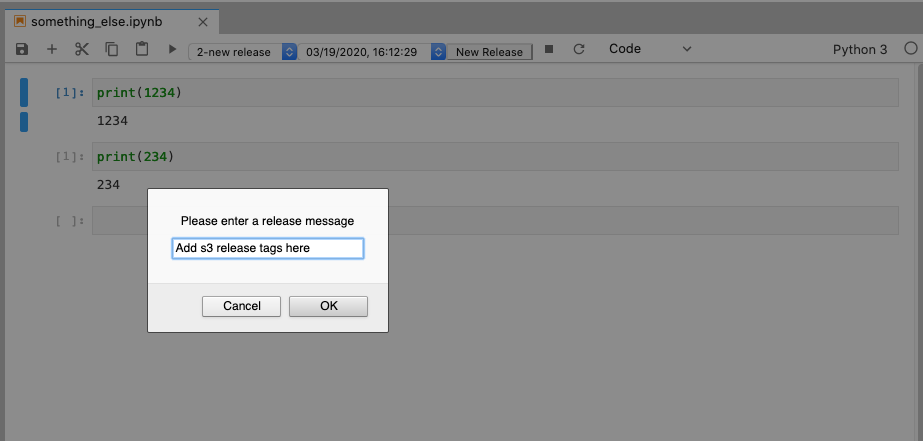 something_else.ipynb
2-new release 03/19/2020, 16:12:29 New Release Code Python 3
[1]: print(1234)
1234
[1]: print(234)
234
[ ]:
Please enter a release message
Add s3 release tags here
Cancel OK